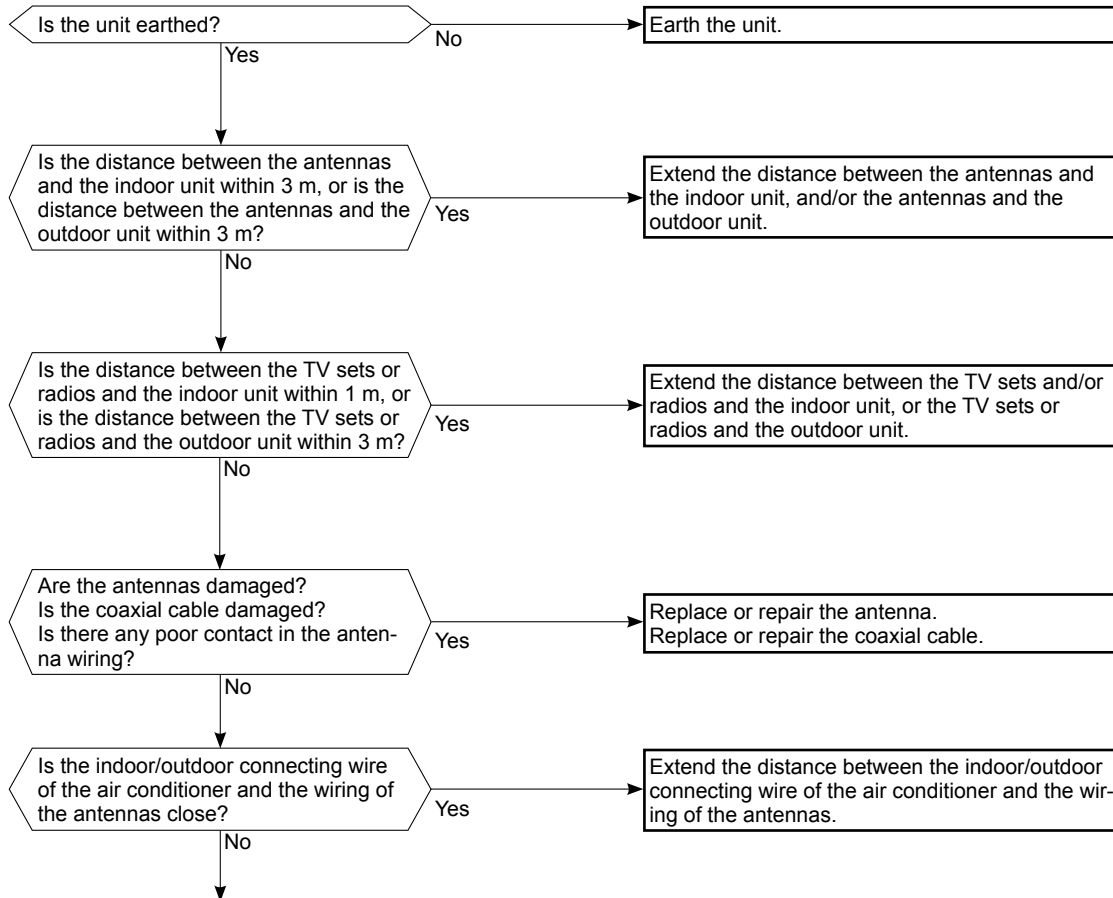 Is the unit earthed?
No
Earth the unit.
Yes
Is the distance between the antennas
and the indoor unit within 3 m, or is the
distance between the antennas and the
outdoor unit within 3 m?
Yes
Extend the distance between the antennas and
the indoor unit, and/or the antennas and the
outdoor unit.
No
Is the distance between the TV sets or
radios and the indoor unit within 1 m, or
is the distance between the TV sets or
radios and the outdoor unit within 3 m?
Yes
Extend the distance between the TV sets and/or
radios and the indoor unit, or the TV sets or
radios and the outdoor unit.
No
Are the antennas damaged?
Is the coaxial cable damaged?
Is there any poor contact in the anten-
na wiring?
Yes
Replace or repair the antenna.
Replace or repair the coaxial cable.
No
Is the indoor/outdoor connecting wire
of the air conditioner and the wiring of
the antennas close?
Yes
Extend the distance between the indoor/outdoor
connecting wire of the air conditioner and the wir-
ing of the antennas.
No